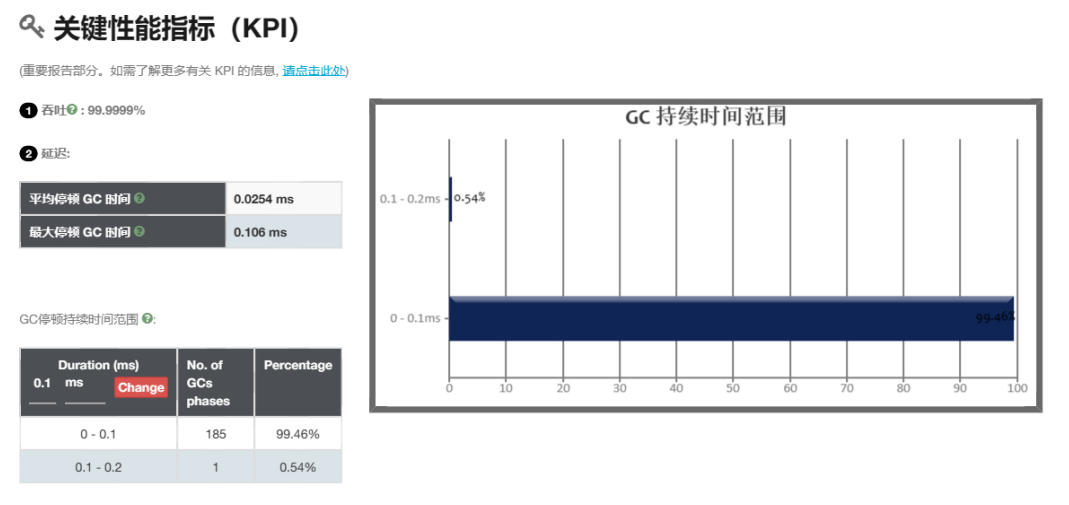 关键性能指标（KPI）
(重要报告部分。如需了解更多有关 KPI 的信息, 请点击此处)
1 吞吐 : 99.9999%
2 延迟:
平均停顿 GC 时间 0.0254 ms
最大停顿 GC 时间 0.106 ms
GC停顿持续时间范围 :
Duration (ms) No. of GCs phases Percentage
0.1 ms Change
0 - 0.1 185 99.46%
0.1 - 0.2 1 0.54%
GC 持续时间范围
0.1 - 0.2ms 0.54%
0 - 0.1ms 99.46%
0 10 20 30 40 50 60 70 80 90 100